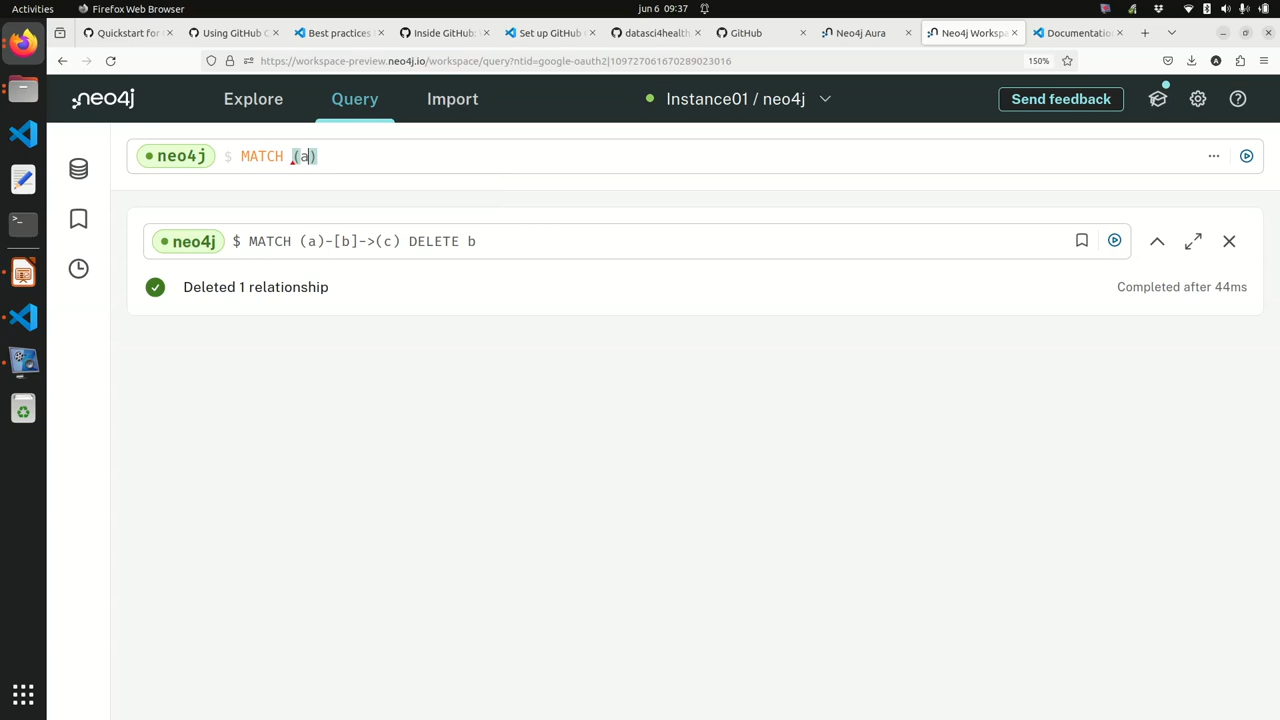 Activities Firefox Web Browser jun 6 09:37
Quickstart for Using GitHub C Best practices Inside GitHub: Set up GitHub datasci4health GitHub Neo4j Aura Neo4j Worksp Documentation
https://workspace-preview.neo4j.io/workspace/query?ntid=google-oauth2|109727061670289023016 150%
neo4j Explore Query Import Instance01 / neo4j Send feedback
neo4j $ MATCH (a)
neo4j $ MATCH (a)-[b]->(c) DELETE b
Deleted 1 relationship Completed after 44ms